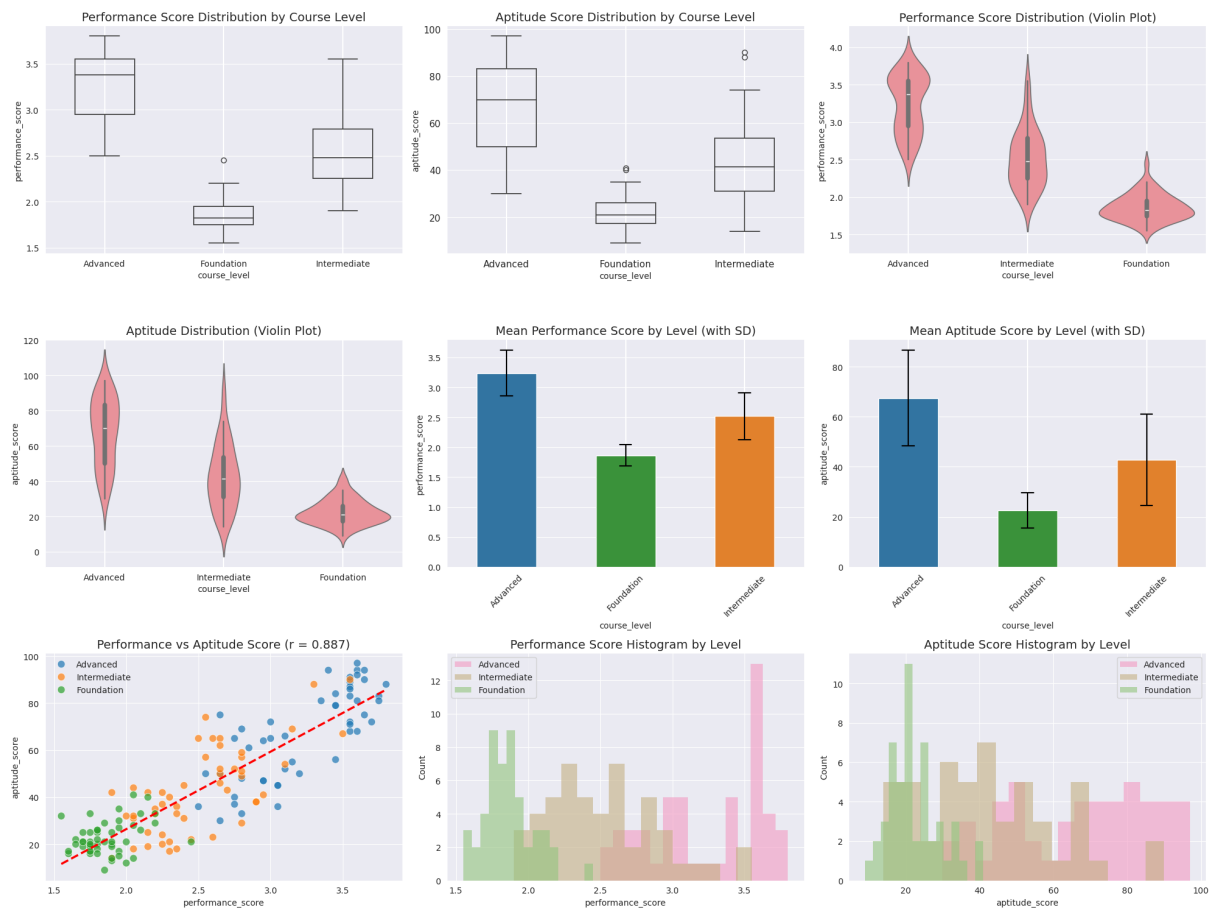 Performance Score Distribution by Course Level
3.5
3.0
2.5
2.0
1.5
performance_score
Advanced
Foundation
Intermediate
course_level
Aptitude Score Distribution by Course Level
100
80
60
40
20
aptitude_score
Advanced
Foundation
Intermediate
course_level
Performance Score Distribution (Violin Plot)
4.0
3.5
3.0
2.5
2.0
1.5
performance_score
Advanced
Intermediate
Foundation
course_level
Aptitude Distribution (Violin Plot)
120
100
80
60
40
20
0
aptitude_score
Advanced
Intermediate
Foundation
course_level
Mean Performance Score by Level (with SD)
3.5
3.0
2.5
2.0
1.5
1.0
0.5
0.0
performance_score
Advanced
Foundation
Intermediate
course_level
Mean Aptitude Score by Level (with SD)
80
60
40
20
0
aptitude_score
Advanced
Foundation
Intermediate
course_level
Performance vs Aptitude Score (r = 0.887)
Advanced
Intermediate
Foundation
100
80
60
40
20
aptitude_score
1.5
2.0
2.5
3.0
3.5
performance_score
Performance Score Histogram by Level
Advanced
Intermediate
Foundation
12
10
8
6
4
2
0
Count
1.5
2.0
2.5
3.0
3.5
performance_score
Aptitude Score Histogram by Level
Advanced
Intermediate
Foundation
11
10
8
6
4
2
0
Count
20
40
60
80
100
aptitude_score